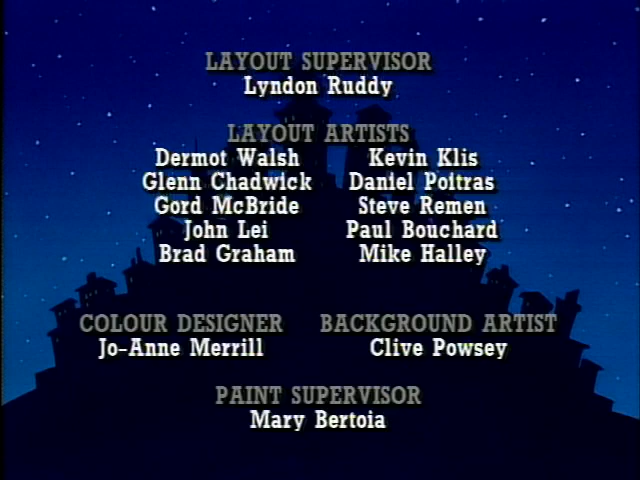 LAYOUT SUPERVISOR
Lyndon Ruddy
LAYOUT ARTISTS
Dermot Walsh Kevin Klis
Glenn Chadwick Daniel Poitras
Gord McBride Steve Remen
John Lei Paul Bouchard
Brad Graham Mike Halley
COLOUR DESIGNER BACKGROUND ARTIST
Jo-Anne Merrill Clive Powsey
PAINT SUPERVISOR
Mary Bertoia